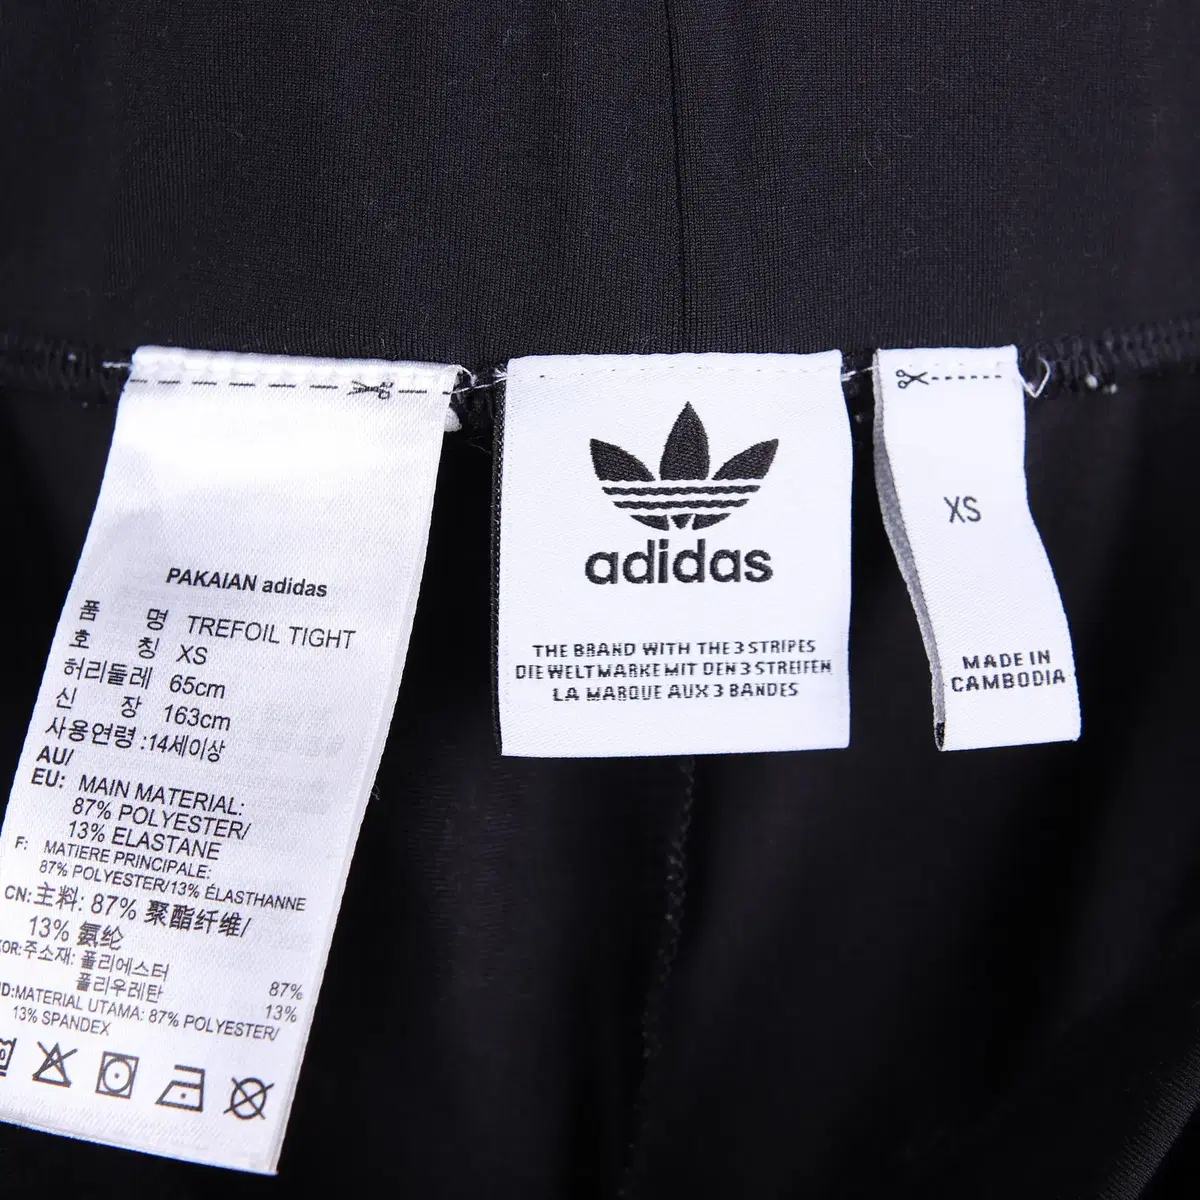 PAKAIAN adidas
품 명 TREFOIL TIGHT
호 칭 XS
허리둘레 65cm
신 장 163cm
사용연령 :14세이상
AU/
EU: MAIN MATERIAL:
87% POLYESTER/
13% ELASTANE
F: MATIERE PRINCIPALE:
87% POLYESTER/13% ÉLASTHANNE
CN:主料: 87% 聚酯纤维/
13% 氨纶
KOR:주소재: 폴리에스터 87%
폴리우레탄 13%
ND:MATERIAL UTAMA: 87% POLYESTER/
13% SPANDEX
adidas
THE BRAND WITH THE 3 STRIPES
DIE WELTMARKE MIT DEN 3 STREIFEN
LA MARQUE AUX 3 BANDES
XS
MADE IN
CAMBODIA